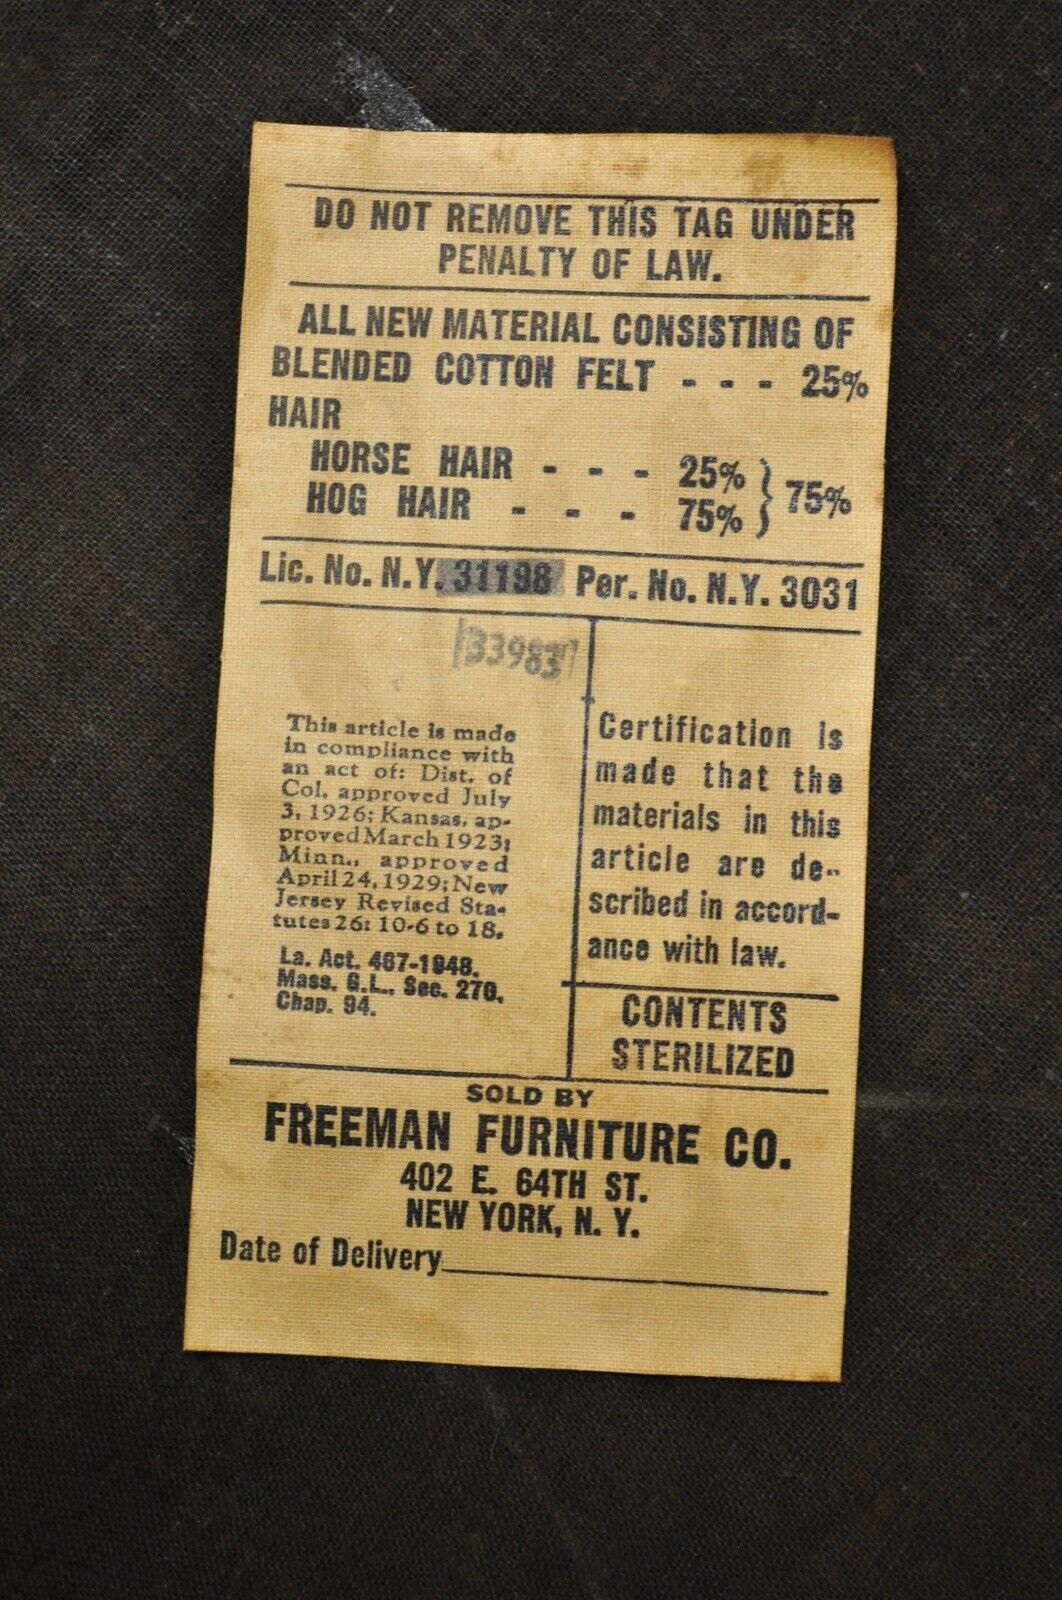 DO NOT REMOVE THIS TAG UNDER
PENALTY OF LAW.
ALL NEW MATERIAL CONSISTING OF
BLENDED COTTON FELT - - - 25%
HAIR
HORSE HAIR - - - 25% } 75%
HOG HAIR - - - 75%
Lic. No. N.Y. 31198 Per. No. N.Y. 3031
33983
This article is made
in compliance with
an act of: Dist. of
Col. approved July
3, 1926; Kansas, ap-
proved March 1923;
Minn., approved
April 24, 1929; New
Jersey Revised Sta-
tutes 26: 10-6 to 18.
La. Act. 467-1948.
Mass. G.L., Sec. 270,
Chap. 94.
Certification is
made that the
materials in this
article are de-
scribed in accord-
ance with law.
CONTENTS
STERILIZED
SOLD BY
FREEMAN FURNITURE CO.
402 E. 64TH ST.
NEW YORK, N. Y.
Date of Delivery